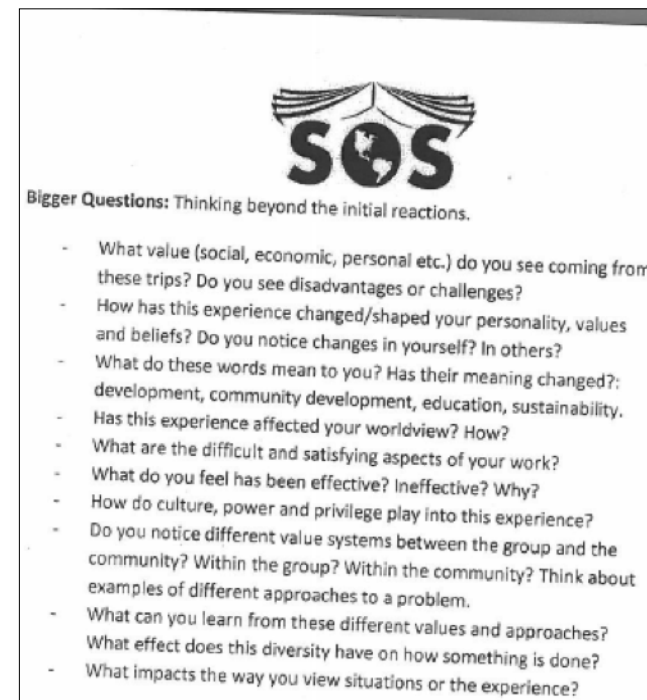 SOS
Bigger Questions: Thinking beyond the initial reactions.
- What value (social, economic, personal etc.) do you see coming from
these trips? Do you see disadvantages or challenges?
- How has this experience changed/shaped your personality, values
and beliefs? Do you notice changes in yourself? In others?
- What do these words mean to you? Has their meaning changed?:
development, community development, education, sustainability.
- Has this experience affected your worldview? How?
- What are the difficult and satisfying aspects of your work?
- What do you feel has been effective? Ineffective? Why?
- How do culture, power and privilege play into this experience?
- Do you notice different value systems between the group and the
community? Within the group? Within the community? Think about
examples of different approaches to a problem.
- What can you learn from these different values and approaches?
What effect does this diversity have on how something is done?
- What impacts the way you view situations or the experience?